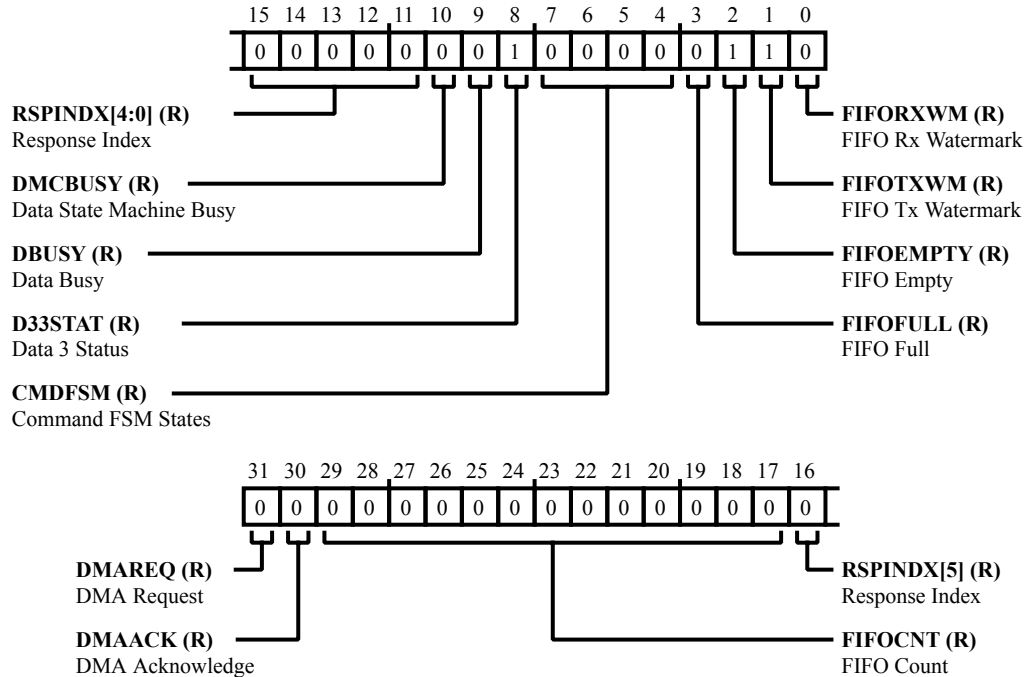 15 14 13 12 11 10 9 8 7 6 5 4 3 2 1 0
0 0 0 0 0 0 0 1 0 0 0 0 0 1 1 0
RSPINDX[4:0] (R)
Response Index
DMCBUSY (R)
Data State Machine Busy
DBUSY (R)
Data Busy
D33STAT (R)
Data 3 Status
CMDFSM (R)
Command FSM States
FIFORXWM (R)
FIFO Rx Watermark
FIFOTXWM (R)
FIFO Tx Watermark
FIFOEMPTY (R)
FIFO Empty
FIFOFULL (R)
FIFO Full
31 30 29 28 27 26 25 24 23 22 21 20 19 18 17 16
0 0 0 0 0 0 0 0 0 0 0 0 0 0 0 0
DMAREQ (R)
DMA Request
DMAACK (R)
DMA Acknowledge
RSPINDX[5] (R)
Response Index
FIFOCNT (R)
FIFO Count